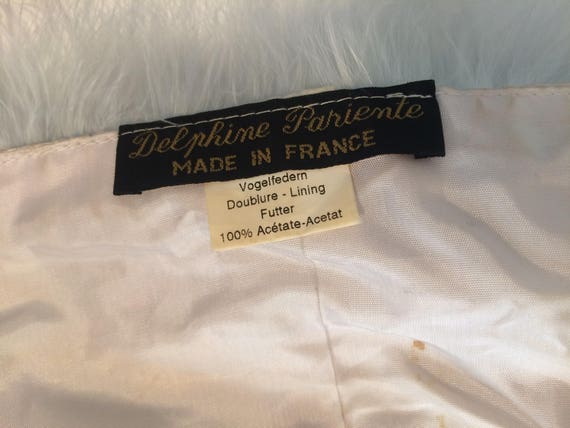 Delphine Pariente
MADE IN FRANCE
Vogelfedern
Doublure - Lining
Futter
100% Acétate-Acetat